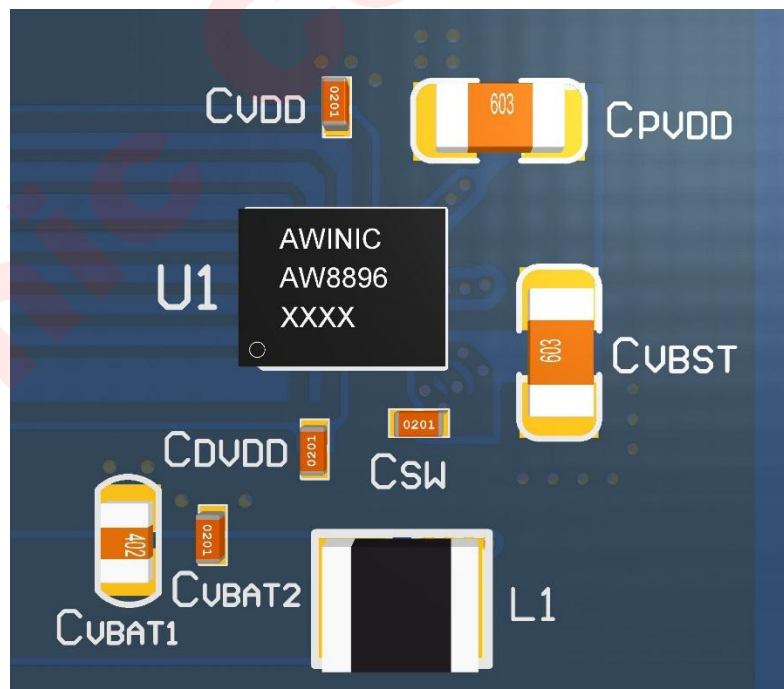 CVDD
0201
603
CPVDD
U1
AWINIC
AW8896
XXXX
603
CVBST
CDVDD
0201
0201
CSW
402
0201
CVBAT2
CVBAT1
L1